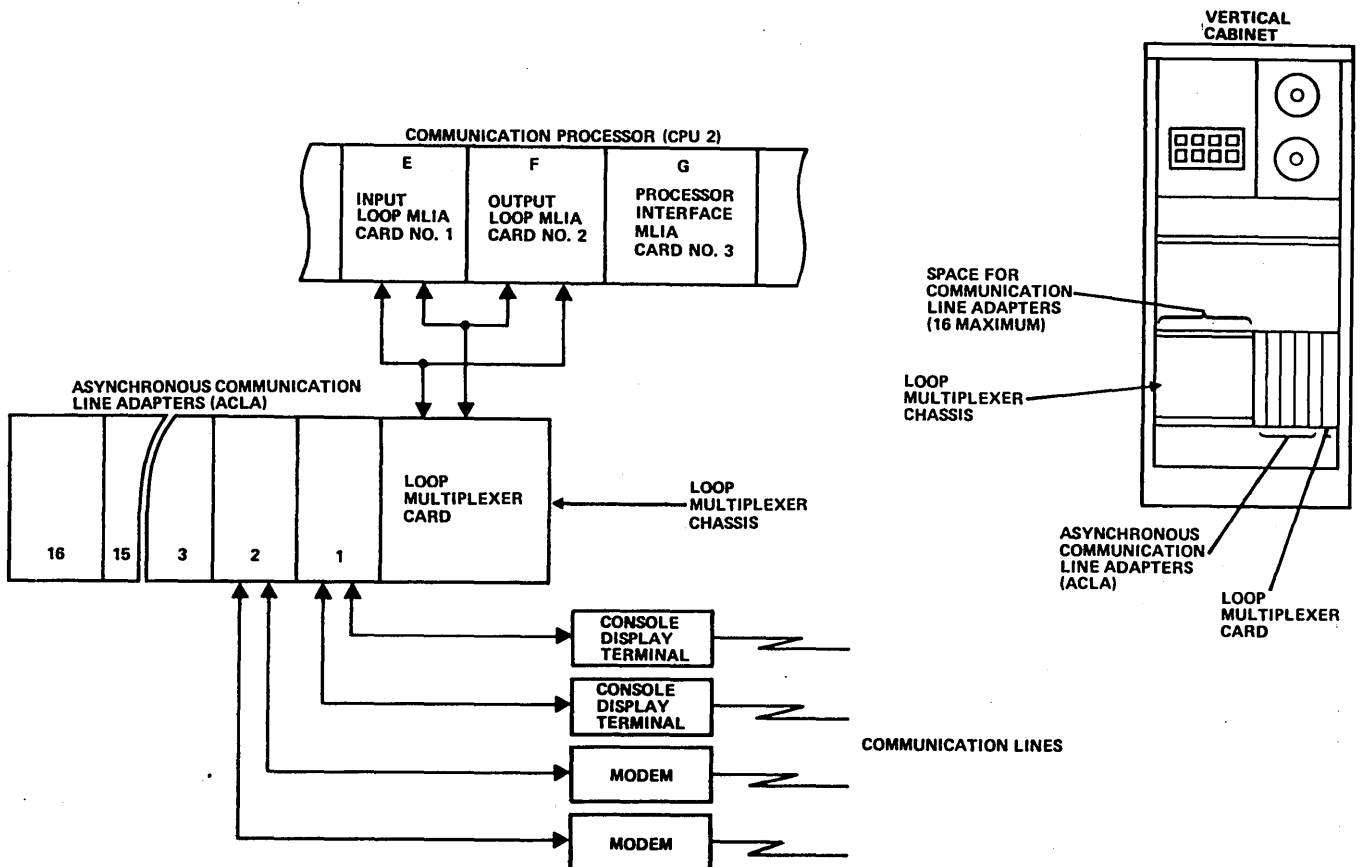 VERTICAL
CABINET
COMMUNICATION PROCESSOR (CPU 2)
E
INPUT
LOOP MLIA
CARD NO. 1
F
OUTPUT
LOOP MLIA
CARD NO. 2
G
PROCESSOR
INTERFACE
MLIA
CARD NO. 3
SPACE FOR
COMMUNICATION
LINE ADAPTERS
(16 MAXIMUM)
LOOP
MULTIPLEXER
CHASSIS
ASYNCHRONOUS COMMUNICATION
LINE ADAPTERS (ACLA)
16
15
3
2
1
LOOP
MULTIPLEXER
CARD
LOOP
MULTIPLEXER
CHASSIS
ASYNCHRONOUS
COMMUNICATION
LINE ADAPTERS
(ACLA)
LOOP
MULTIPLEXER
CARD
CONSOLE
DISPLAY
TERMINAL
CONSOLE
DISPLAY
TERMINAL
COMMUNICATION LINES
MODEM
MODEM